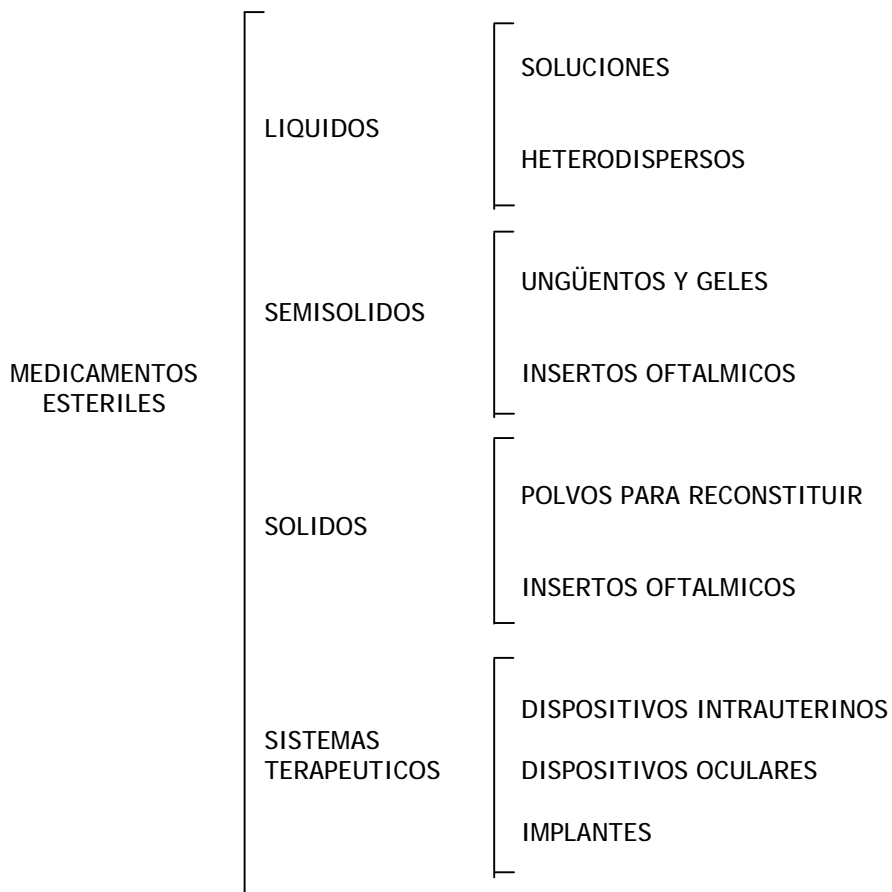 MEDICAMENTOS
ESTERILES
LIQUIDOS
SOLUCIONES
HETERODISPERSOS
SEMISOLIDOS
UNGÜENTOS Y GELES
INSERTOS OFTALMICOS
SOLIDOS
POLVOS PARA RECONSTITUIR
INSERTOS OFTALMICOS
SISTEMAS
TERAPEUTICOS
DISPOSITIVOS INTRAUTERINOS
DISPOSITIVOS OCULARES
IMPLANTES